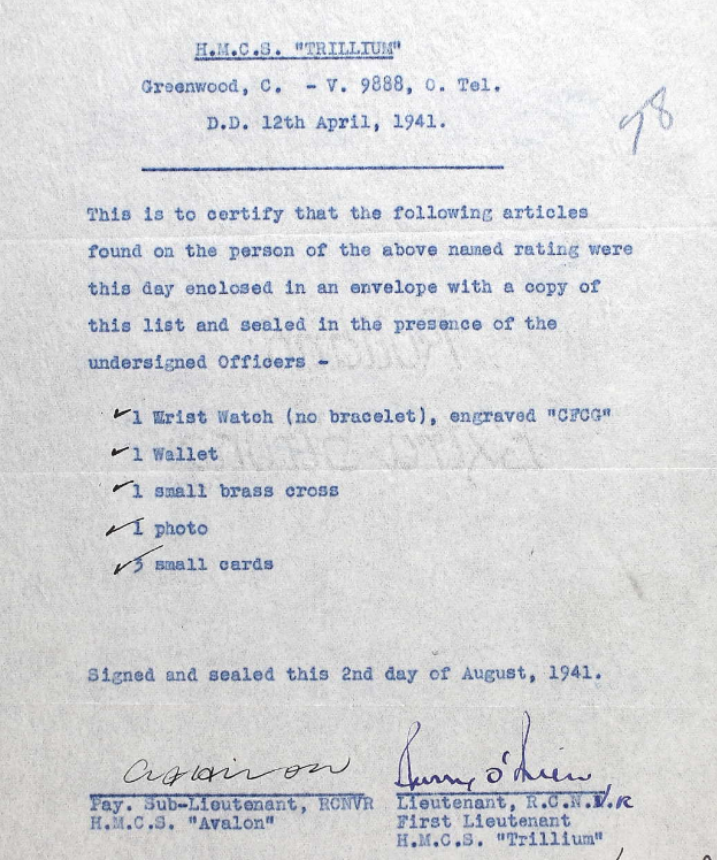 H.M.C.S. "TRILLIUM"
Greenwood, C. - V. 9888, O. Tel.
D.D. 12th April, 1941.
78
This is to certify that the following articles
found on the person of the above named rating were
this day enclosed in an envelope with a copy of
this list and sealed in the presence of the
undersigned Officers -
1 Wrist Watch (no bracelet), engraved "CFCG"
1 Wallet
1 small brass cross
1 photo
3 small cards
Signed and sealed this 2nd day of August, 1941.
Pay. Sub-Lieutenant, RCNVR
H.M.C.S. "Avalon"
Barry O'Brien
Lieutenant, R.C.N.V.R
First Lieutenant
H.M.C.S. "Trillium"